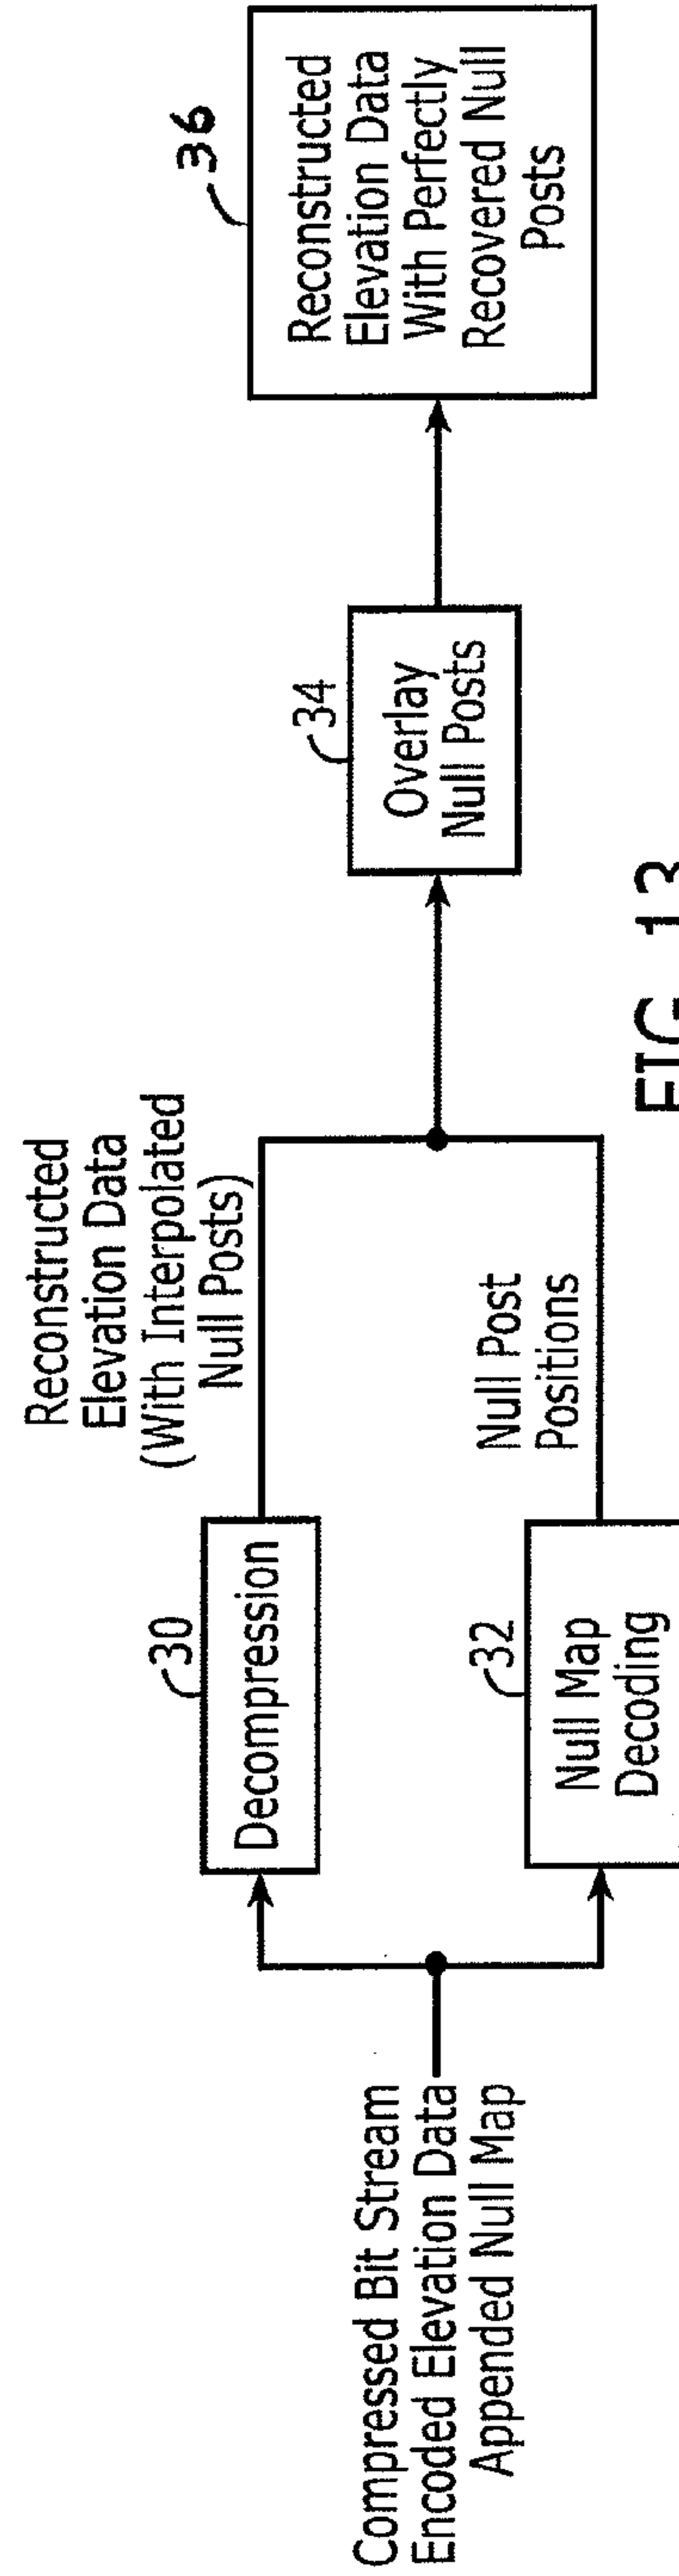 Compressed Bit Stream
Encoded Elevation Data
Appended Null Map
30
Decompression
32
Null Map
Decoding
Reconstructed
Elevation Data
(With Interpolated
Null Posts)
Null Post
Positions
34
Overlay
Null Posts
36
Reconstructed
Elevation Data
With Perfectly
Recovered Null
Posts
FIG 13